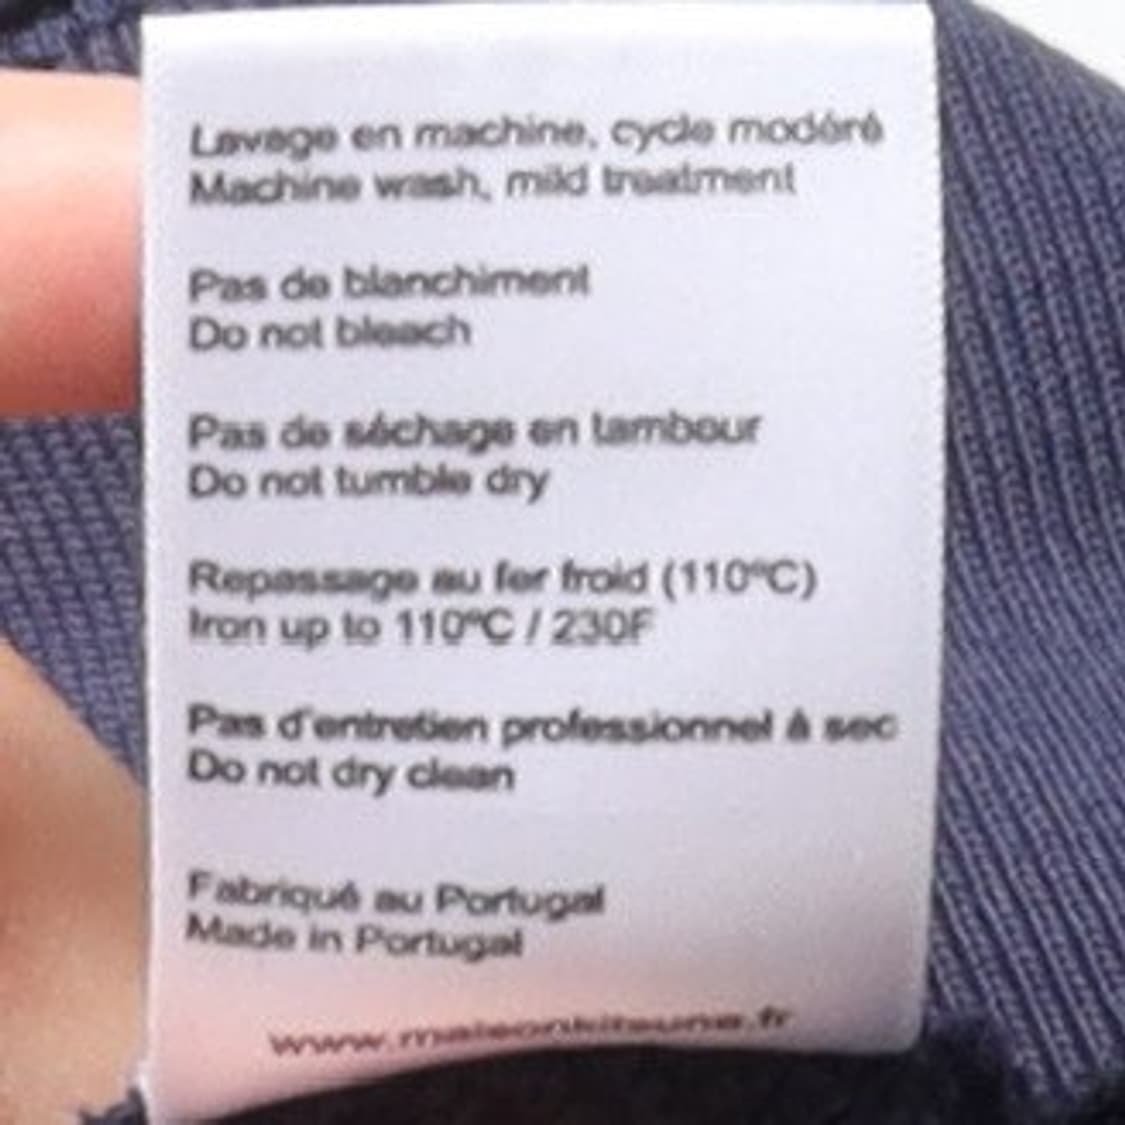 Lavage en machine, cycle modéré
Machine wash, mild treatment
Pas de blanchiment
Do not bleach
Pas de séchage en tambour
Do not tumble dry
Repassage au fer froid (110ºC)
Iron up to 110ºC / 230F
Pas d'entretien professionnel à sec
Do not dry clean
Fabriqué au Portugal
Made in Portugal
www.maisonkitsune.fr